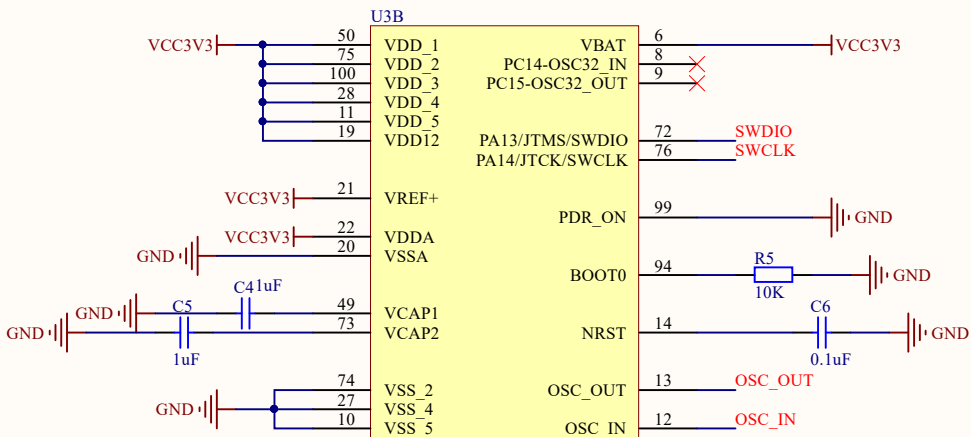 U3B
VCC3V3 50 VDD_1 VBAT 6 VCC3V3
75 VDD_2 PC14-OSC32_IN 8
100 VDD_3 PC15-OSC32_OUT 9
28 VDD_4
11 VDD_5
19 VDD12 PA13/JTMS/SWDIO 72 SWDIO
PA14/JTCK/SWCLK 76 SWCLK
VCC3V3 21 VREF+
PDR_ON 99 GND
VCC3V3 22 VDDA
GND 20 VSSA
BOOT0 94 R5 10K GND
GND C4 1uF 49 VCAP1
GND C5 1uF 73 VCAP2 NRST 14 C6 0.1uF GND
74 VSS_2 OSC_OUT 13 OSC_OUT
GND 27 VSS_4
10 VSS_5 OSC_IN 12 OSC_IN